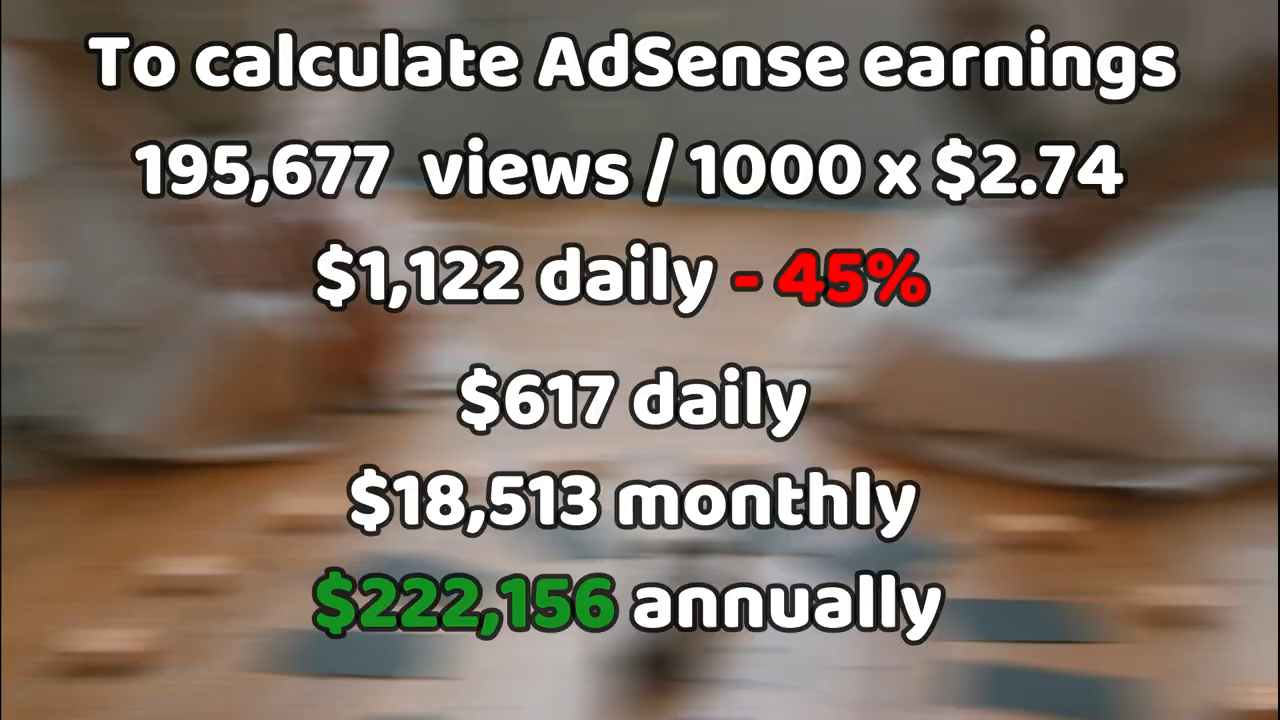 To calculate AdSense earnings
195,677 views / 1000 x $2.74
$1,122 daily - 45%
$617 daily
$18,513 monthly
$222,156 annually